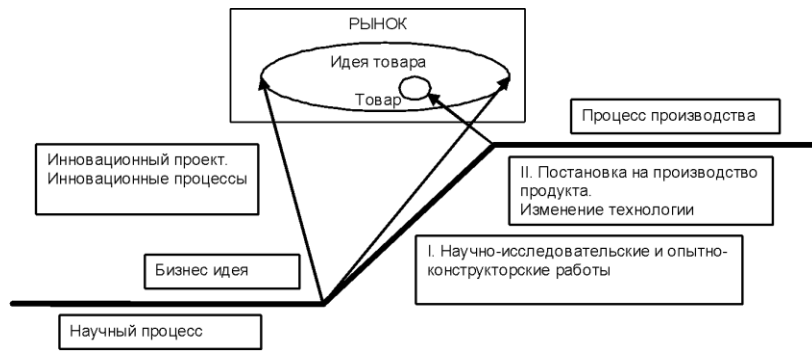 РЫНОК
Идея товара
Товар
Процесс производства
Инновационный проект.
Инновационные процессы
II. Постановка на производство
продукта.
Изменение технологии
I. Научно-исследовательские и опытно-
конструкторские работы
Бизнес идея
Научный процесс